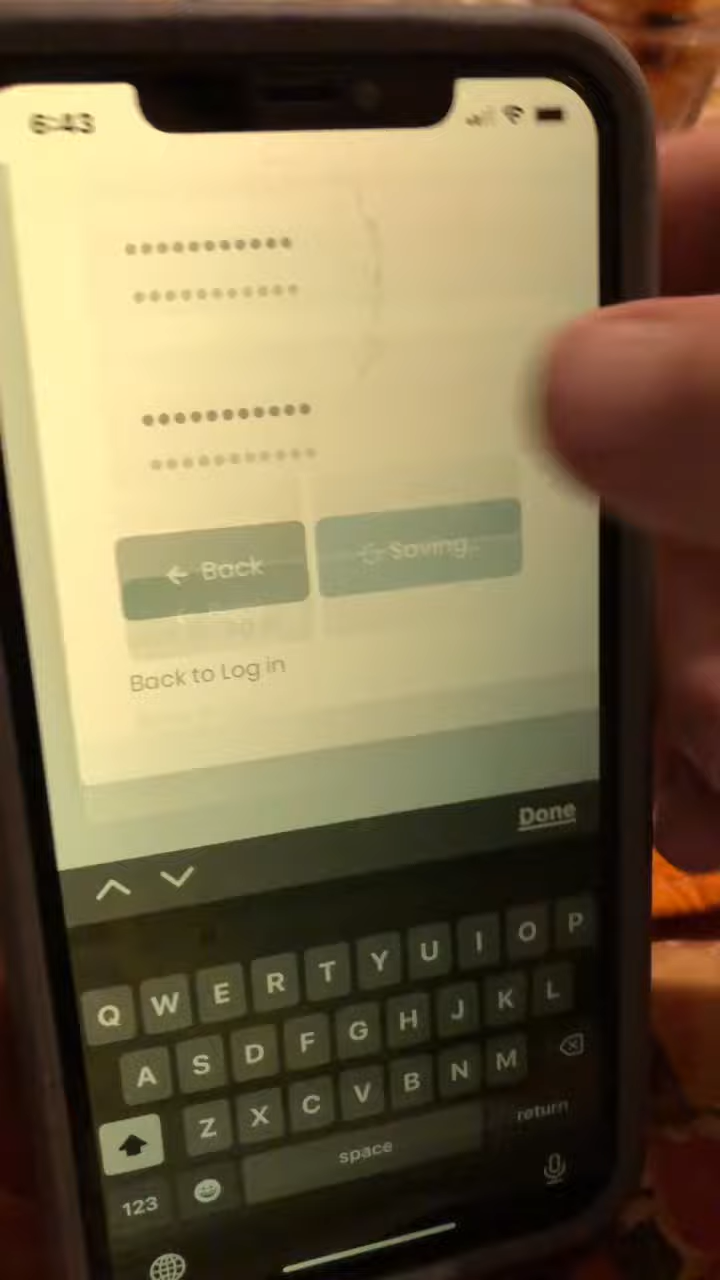 6:43
•••••••••••
•••••••••••
← Back
Saving..
Back to Log in
Done
Q W E R T Y U I O P
A S D F G H J K L
Z X C V B N M
return
123
space